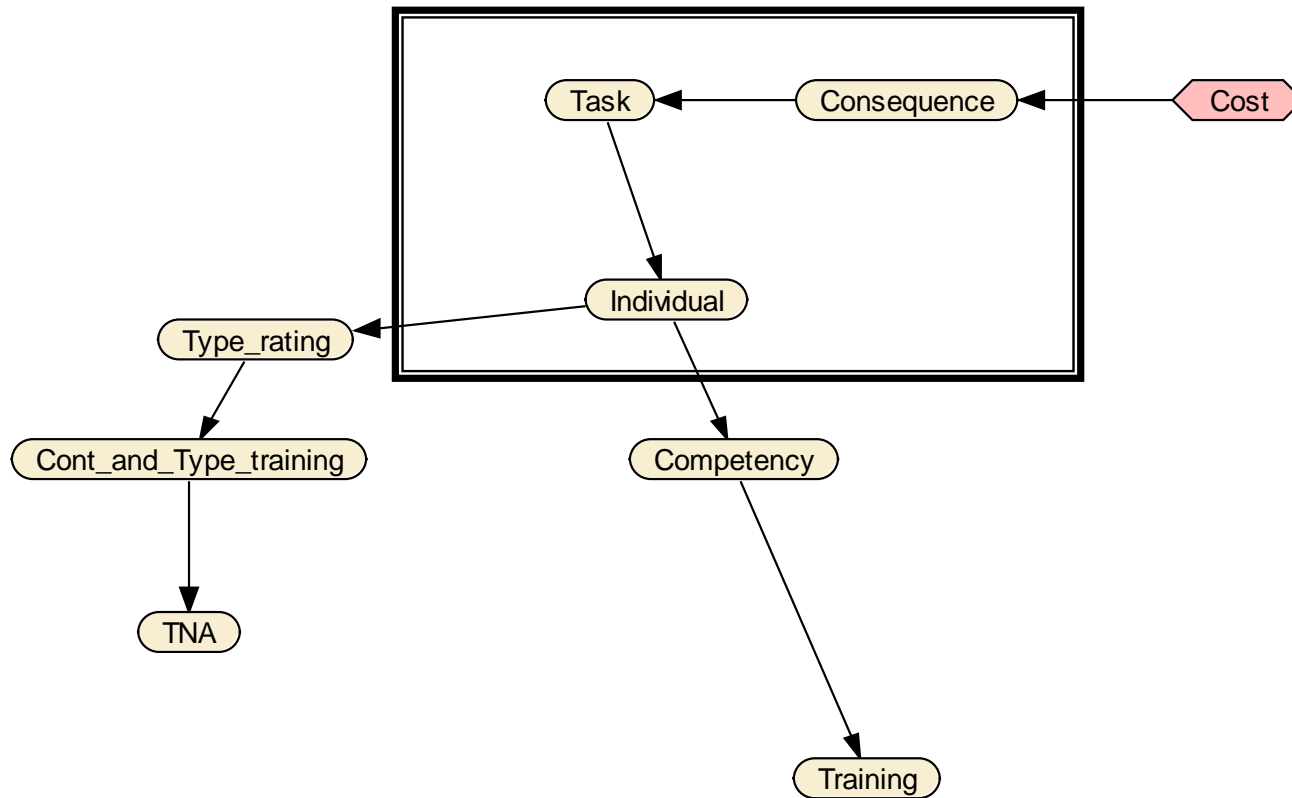 Task
Consequence
Cost
Individual
Type_rating
Cont_and_Type_training
Competency
TNA
Training